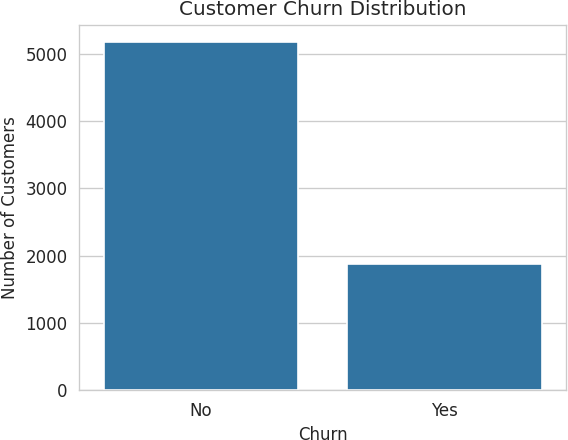 Customer Churn Distribution
Number of Customers
5000
4000
3000
2000
1000
0
No
Yes
Churn